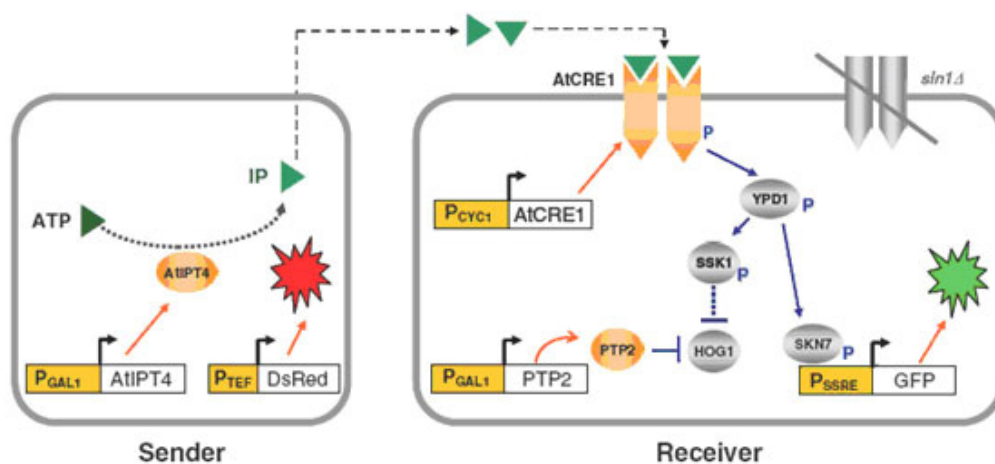 AtCRE1
sln1Δ
IP
ATP
AtIPT4
P
YPD1
P
PCYC1 AtCRE1
SSK1
P
PGAL1 AtIPT4
PTEF DsRed
PGAL1 PTP2
PTP2
HOG1
SKN7
P
PSSRE GFP
Sender
Receiver